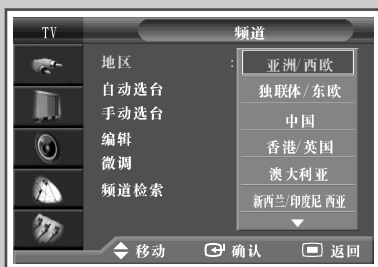 TV 频道
地区 : 亚洲/西欧
自动选台 独联体/东欧
手动选台 中国
编辑 香港/英国
微调 澳大利亚
频道检索 新西兰/印度尼西亚
移动 确认 返回